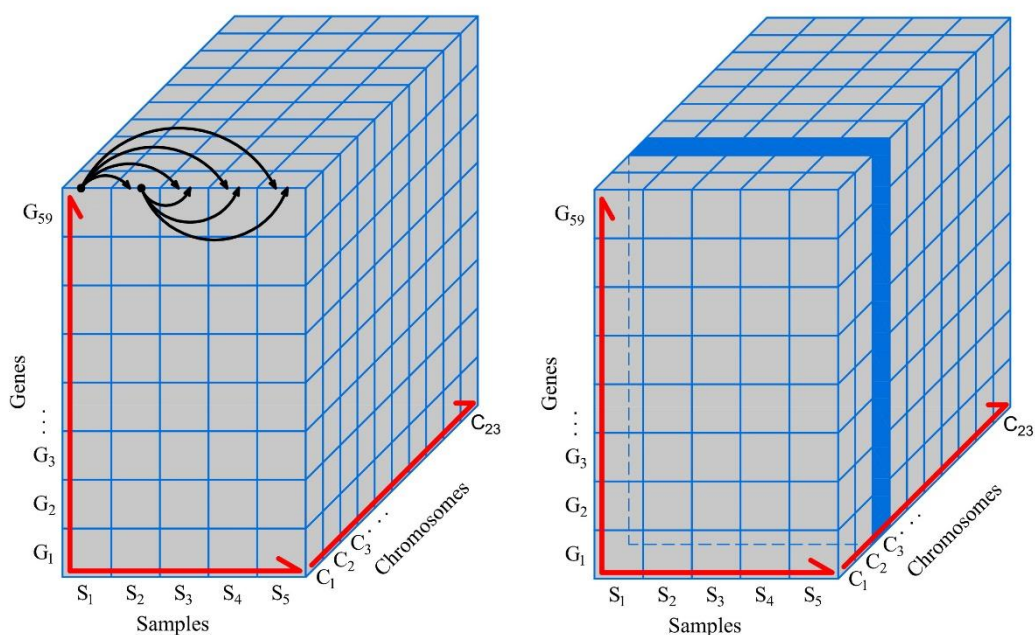 G59
Genes
⋮
G3
G2
G1
S1 S2 S3 S4 S5
Samples
C1 C2 C3 . . .
C23
Chromosomes
G59
Genes
⋮
G3
G2
G1
S1 S2 S3 S4 S5
Samples
C1 C2 C3 . . .
C23
Chromosomes